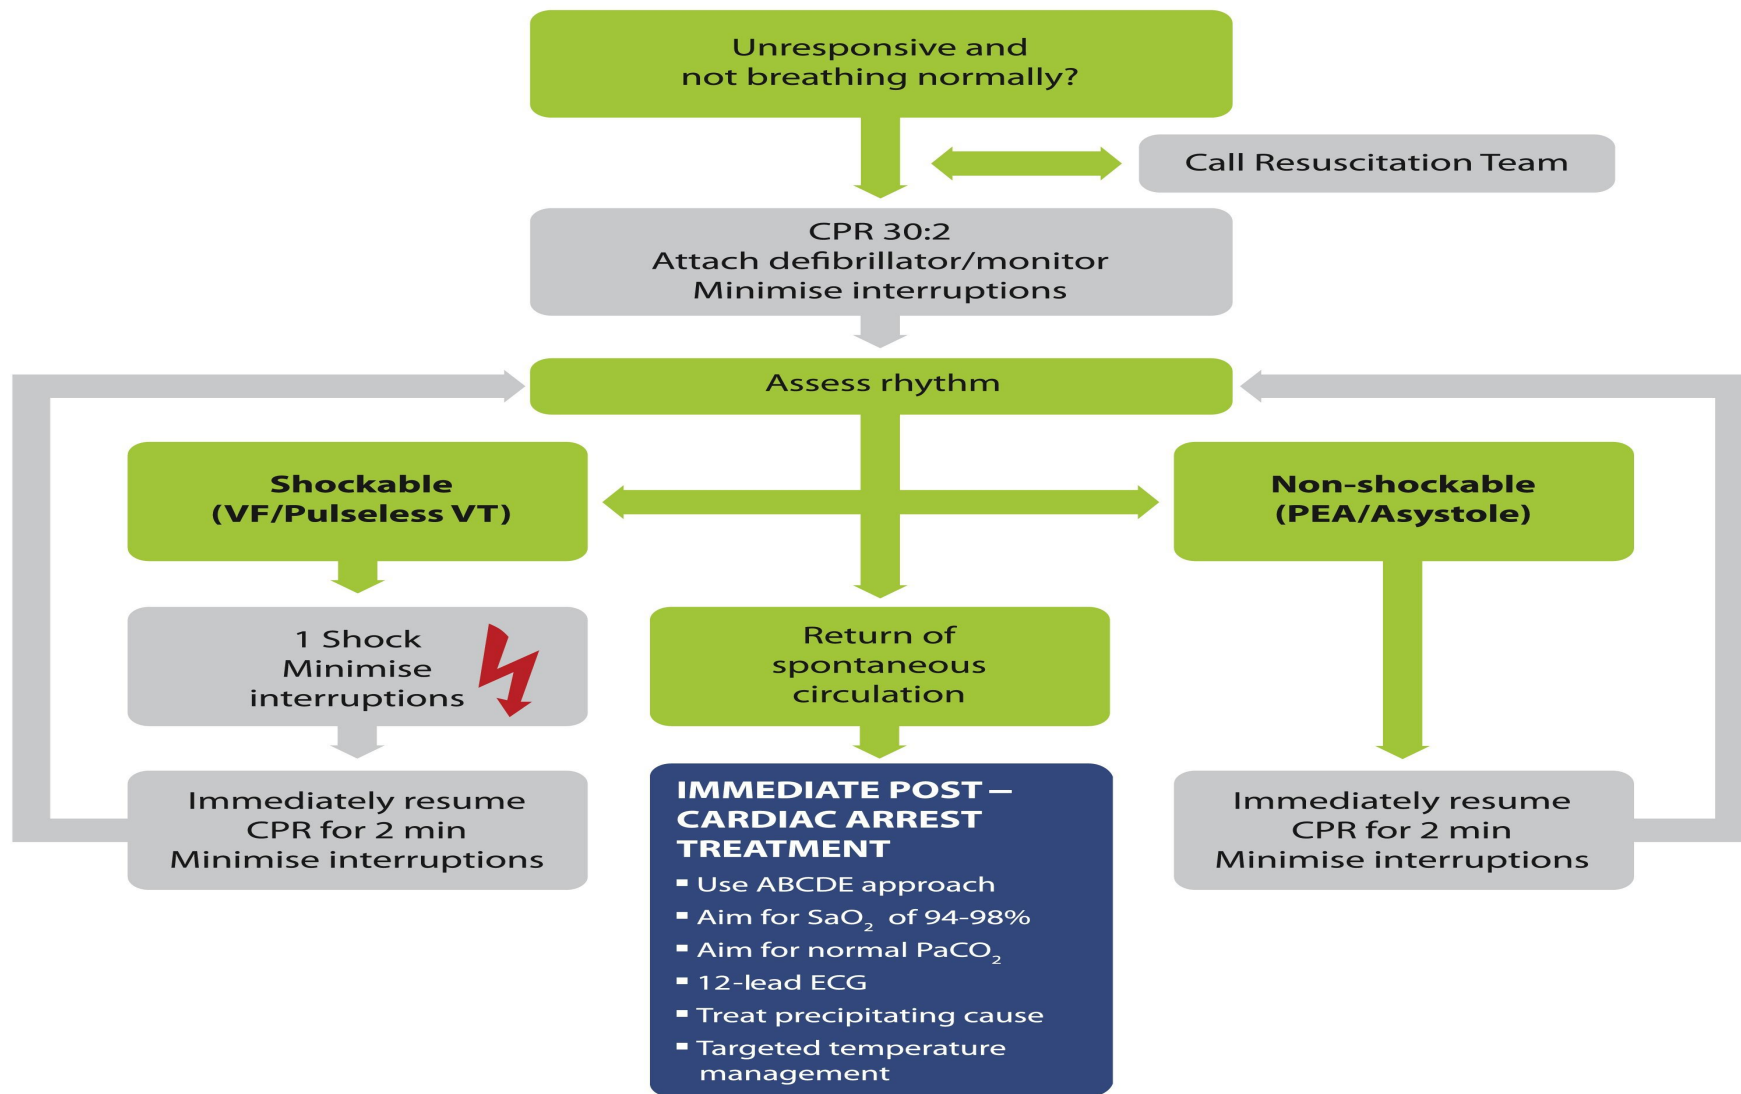 Unresponsive and
not breathing normally?
Call Resuscitation Team
CPR 30:2
Attach defibrillator/monitor
Minimise interruptions
Assess rhythm
Shockable
(VF/Pulseless VT)
Non-shockable
(PEA/Asystole)
1 Shock
Minimise
interruptions
Return of
spontaneous
circulation
Immediately resume
CPR for 2 min
Minimise interruptions
IMMEDIATE POST –
CARDIAC ARREST
TREATMENT
▪ Use ABCDE approach
▪ Aim for SaO₂ of 94-98%
▪ Aim for normal PaCO₂
▪ 12-lead ECG
▪ Treat precipitating cause
▪ Targeted temperature
management
Immediately resume
CPR for 2 min
Minimise interruptions